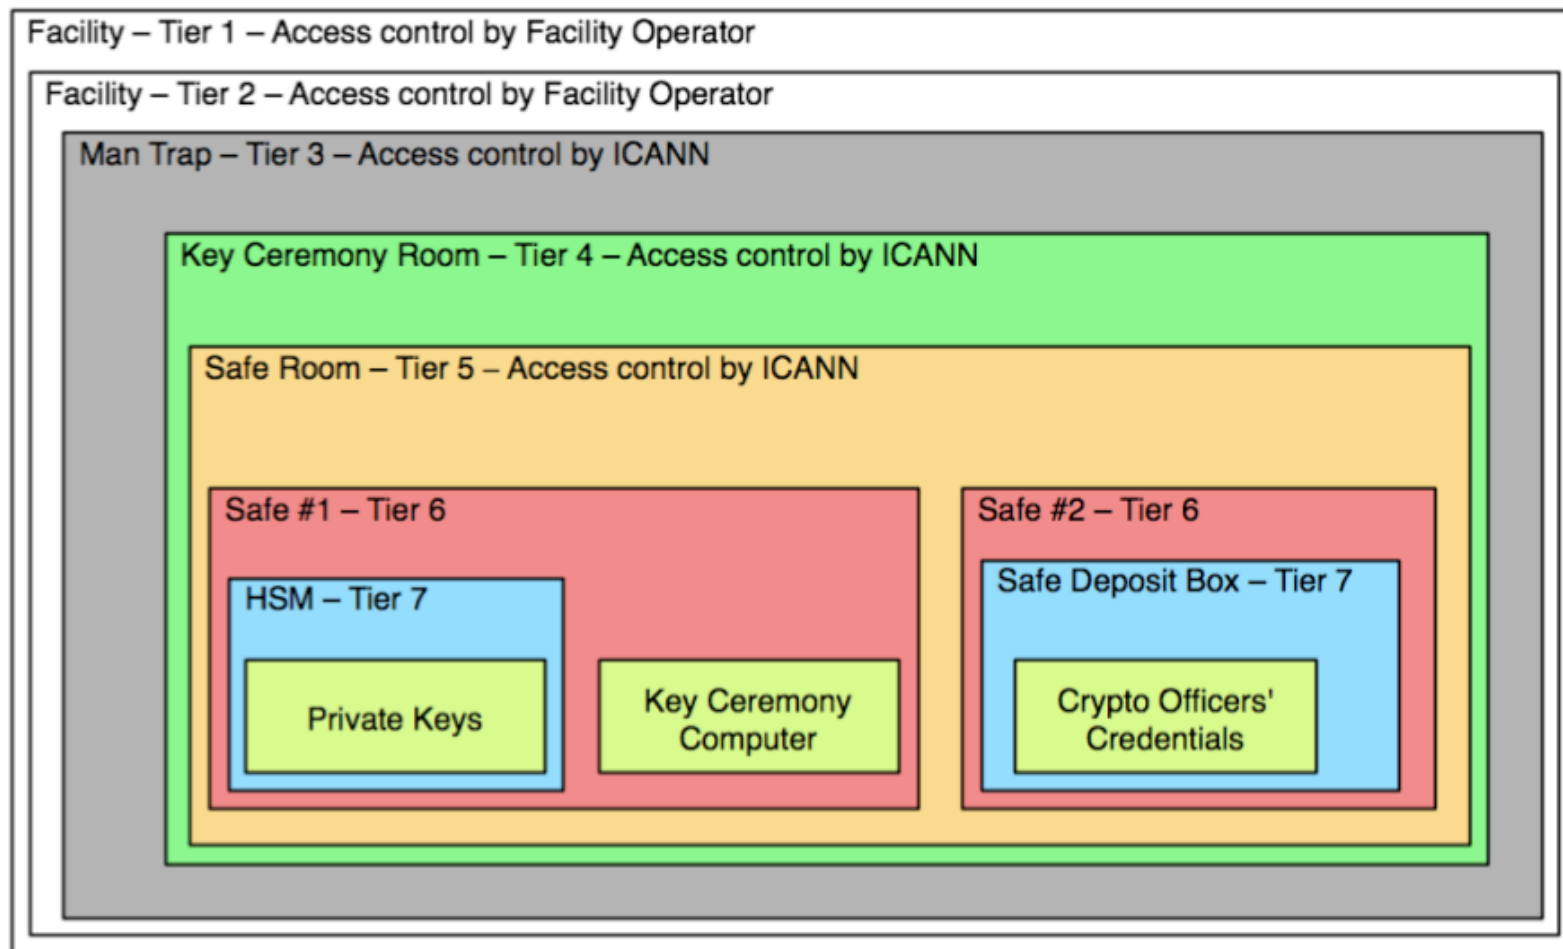 Facility – Tier 1 – Access control by Facility Operator
Facility – Tier 2 – Access control by Facility Operator
Man Trap – Tier 3 – Access control by ICANN
Key Ceremony Room – Tier 4 – Access control by ICANN
Safe Room – Tier 5 – Access control by ICANN
Safe #1 – Tier 6
HSM – Tier 7
Private Keys
Key Ceremony
Computer
Safe #2 – Tier 6
Safe Deposit Box – Tier 7
Crypto Officers'
Credentials